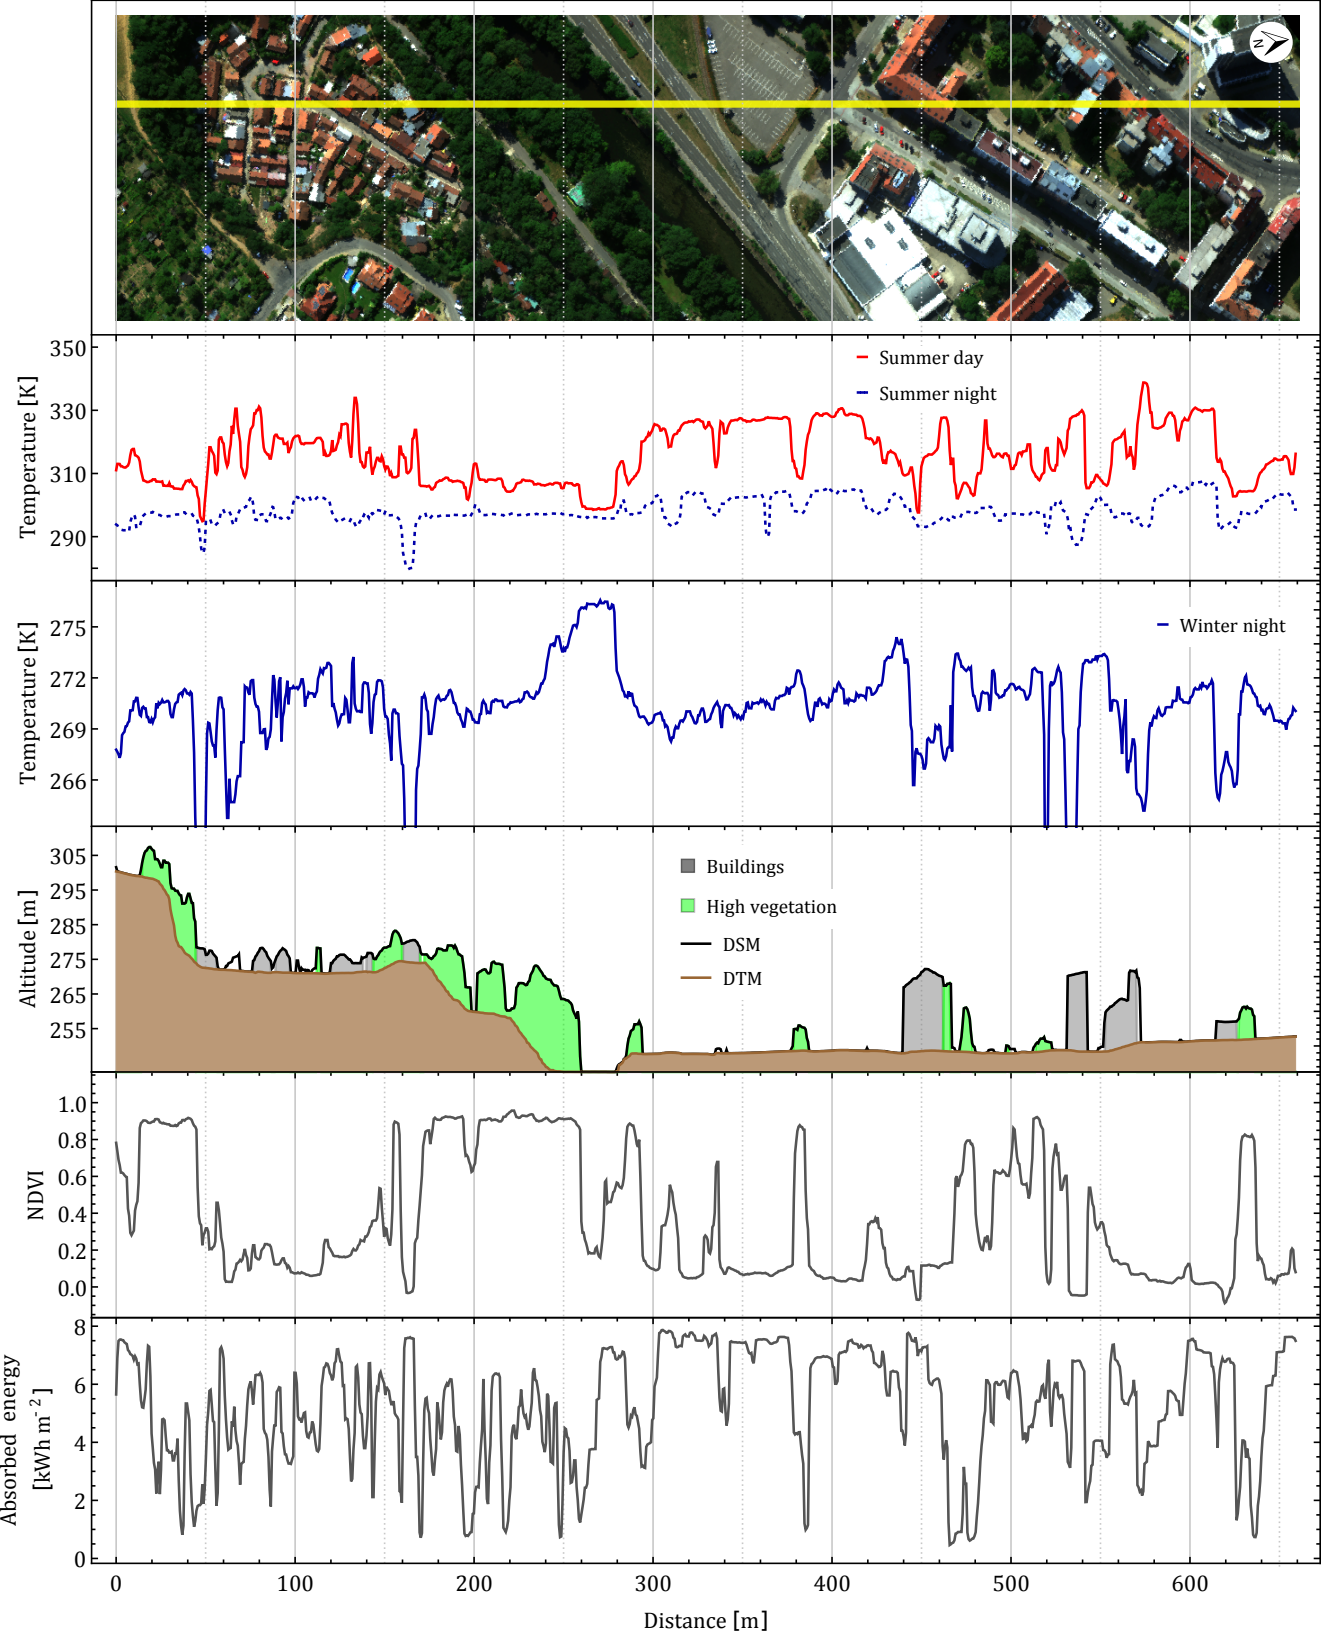 N
350
330
310
290
Temperature [K]
Summer day
Summer night
275
272
269
266
Temperature [K]
Winter night
305
295
285
275
265
255
Altitude [m]
Buildings
High vegetation
DSM
DTM
1.0
0.8
0.6
0.4
0.2
0.0
NDVI
8
6
4
2
0
Absorbed energy
[kWh m⁻²]
0 100 200 300 400 500 600
Distance [m]